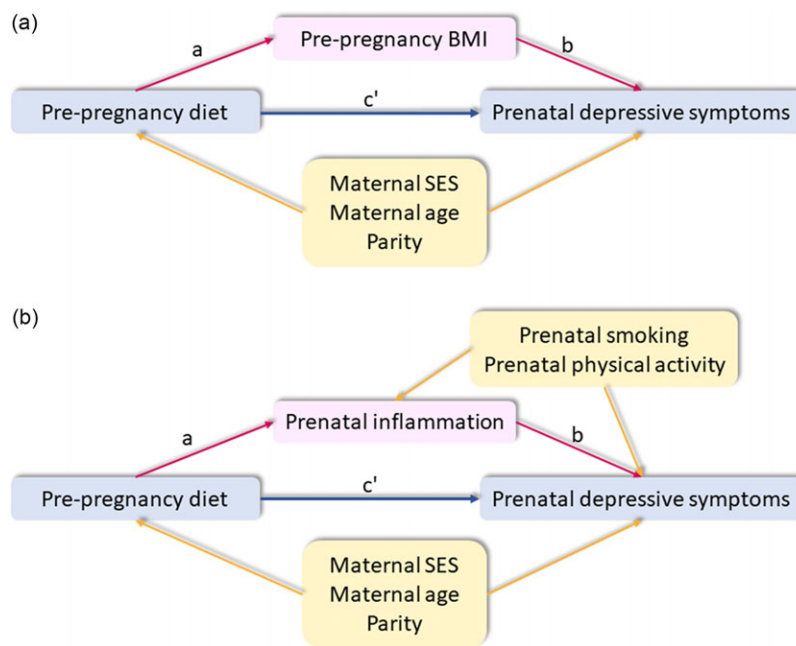 (a)
Pre-pregnancy BMI
a
b
Pre-pregnancy diet
c'
Prenatal depressive symptoms
Maternal SES
Maternal age
Parity
(b)
Prenatal smoking
Prenatal physical activity
Prenatal inflammation
a
b
Pre-pregnancy diet
c'
Prenatal depressive symptoms
Maternal SES
Maternal age
Parity